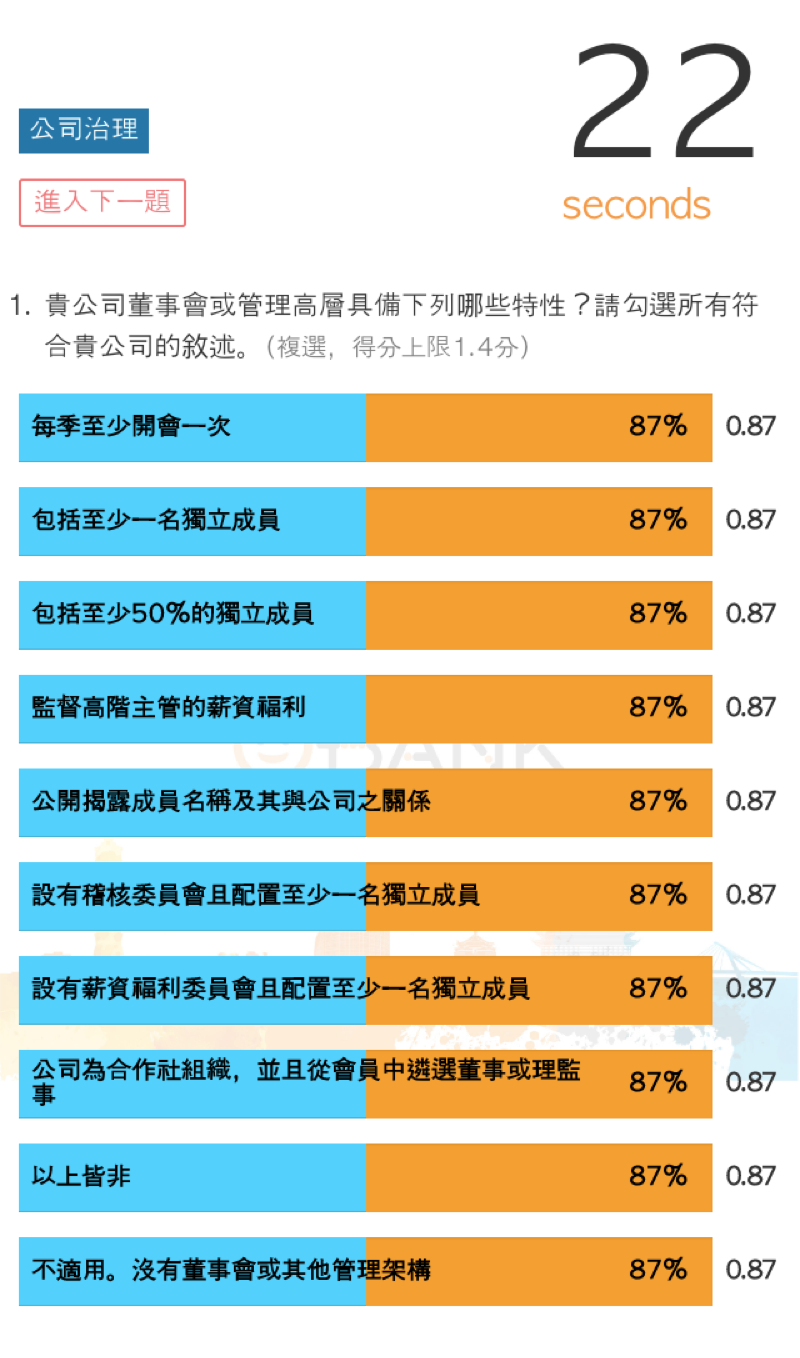 22
公司治理
進入下一題
seconds
1. 貴公司董事會或管理高層具備下列哪些特性？請勾選所有符
合貴公司的敘述。(複選，得分上限1.4分)
每季至少開會一次 87% 0.87
包括至少一名獨立成員 87% 0.87
包括至少50%的獨立成員 87% 0.87
監督高階主管的薪資福利 87% 0.87
BANK
公開揭露成員名稱及其與公司之關係 87% 0.87
設有稽核委員會且配置至少一名獨立成員 87% 0.87
設有薪資福利委員會且配置至少一名獨立成員 87% 0.87
公司為合作社組織，並且從會員中遴選董事或理監
事 87% 0.87
以上皆非 87% 0.87
不適用。沒有董事會或其他管理架構 87% 0.87